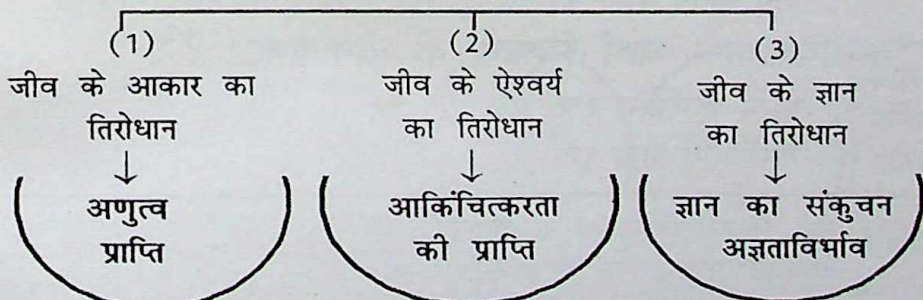 (1)
जीव के आकार का
तिरोधान
↓
अणुत्व
प्राप्ति
(2)
जीव के ऐश्वर्य
का तिरोधान
↓
आकिंचित्करता
की प्राप्ति
(3)
जीव के ज्ञान
का तिरोधान
↓
ज्ञान का संकुचन
अज्ञताविर्भाव